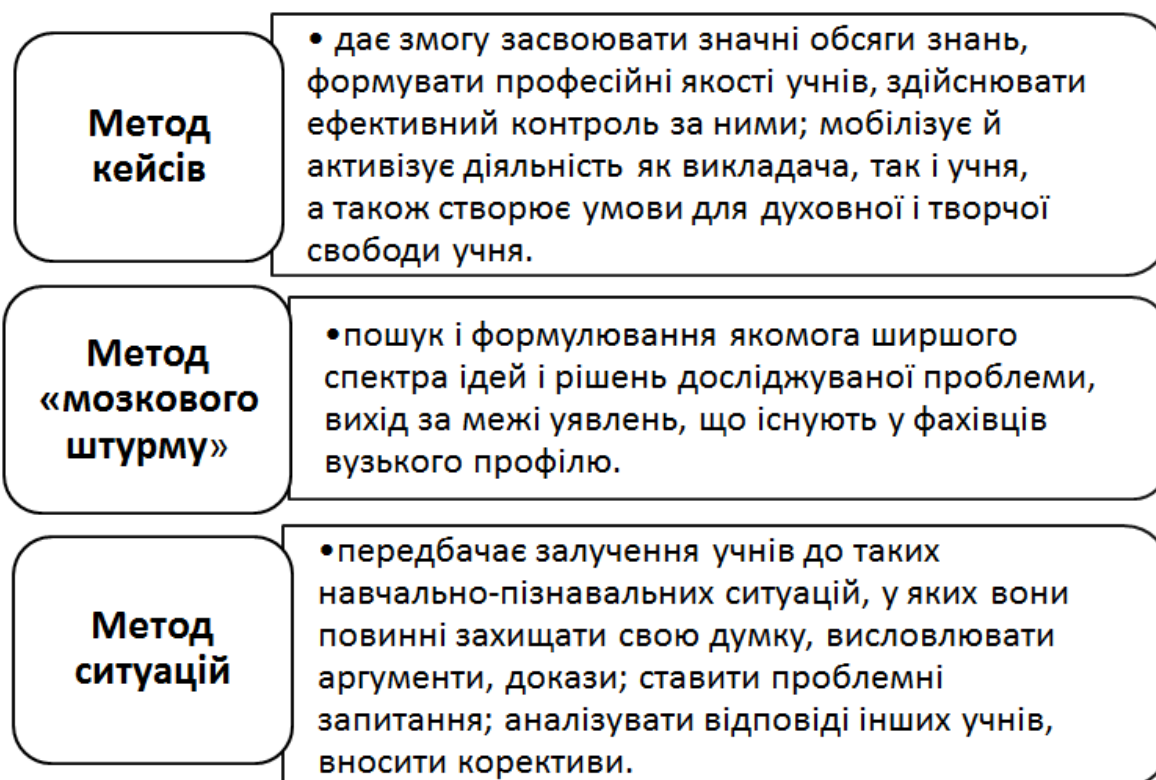 Метод
кейсів
• дає змогу засвоювати значні обсяги знань,
формувати професійні якості учнів, здійснювати
ефективний контроль за ними; мобілізує й
активізує діяльність як викладача, так і учня,
а також створює умови для духовної і творчої
свободи учня.
Метод
«мозкового
штурму»
•пошук і формулювання якомога ширшого
спектра ідей і рішень досліджуваної проблеми,
вихід за межі уявлень, що існують у фахівців
вузького профілю.
Метод
ситуацій
•передбачає залучення учнів до таких
навчально-пізнавальних ситуацій, у яких вони
повинні захищати свою думку, висловлювати
аргументи, докази; ставити проблемні
запитання; аналізувати відповіді інших учнів,
вносити корективи.